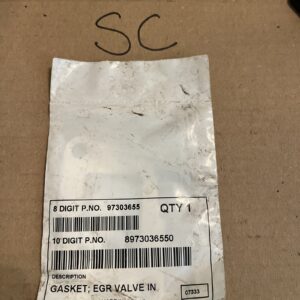 SC
8 DIGIT P.NO. 97303655 QTY 1
10 DIGIT P.NO. 8973036550
DESCRIPTION
GASKET; EGR VALVE IN 07333